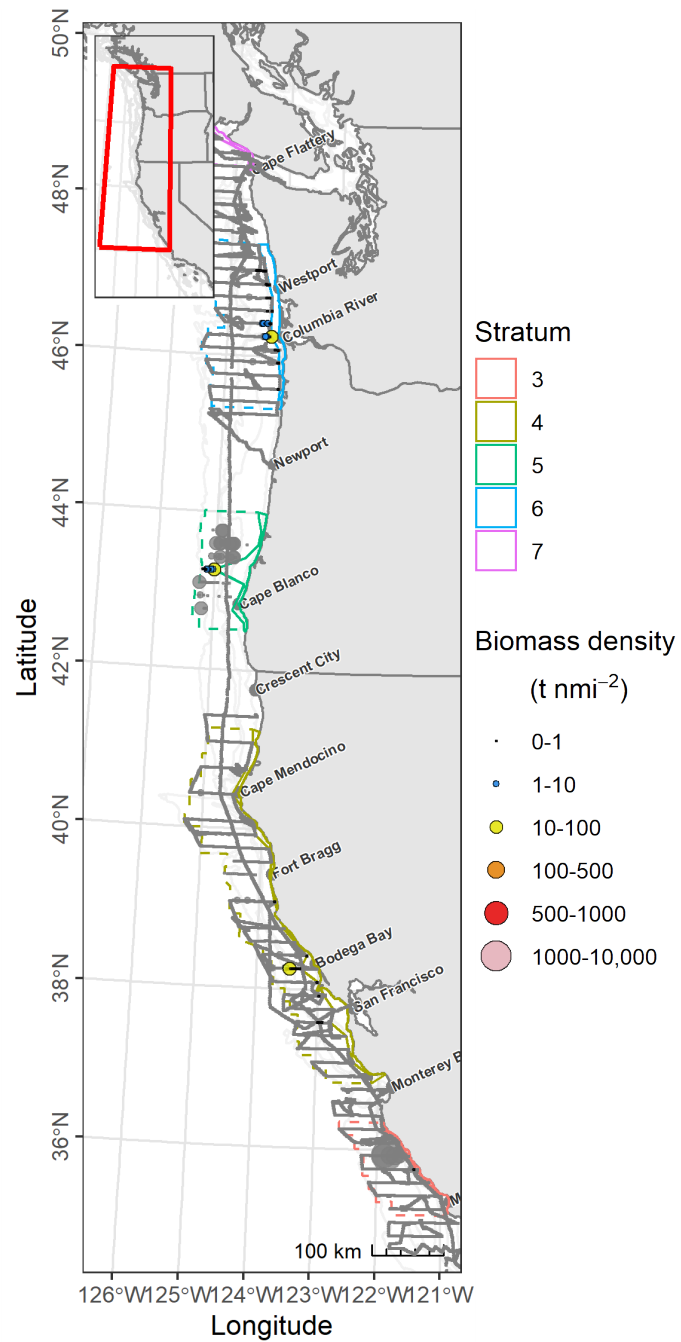 50°N
48°N
46°N
44°N
42°N
40°N
38°N
36°N
Latitude
Cape Flattery
Westport
Columbia River
Newport
Cape Blanco
Crescent City
Cape Mendocino
Fort Bragg
Bodega Bay
San Francisco
Monterey B
M
100 km
126°W
125°W
124°W
123°W
122°W
121°W
Longitude
Stratum
3
4
5
6
7
Biomass density
(t nmi⁻²)
0-1
1-10
10-100
100-500
500-1000
1000-10,000